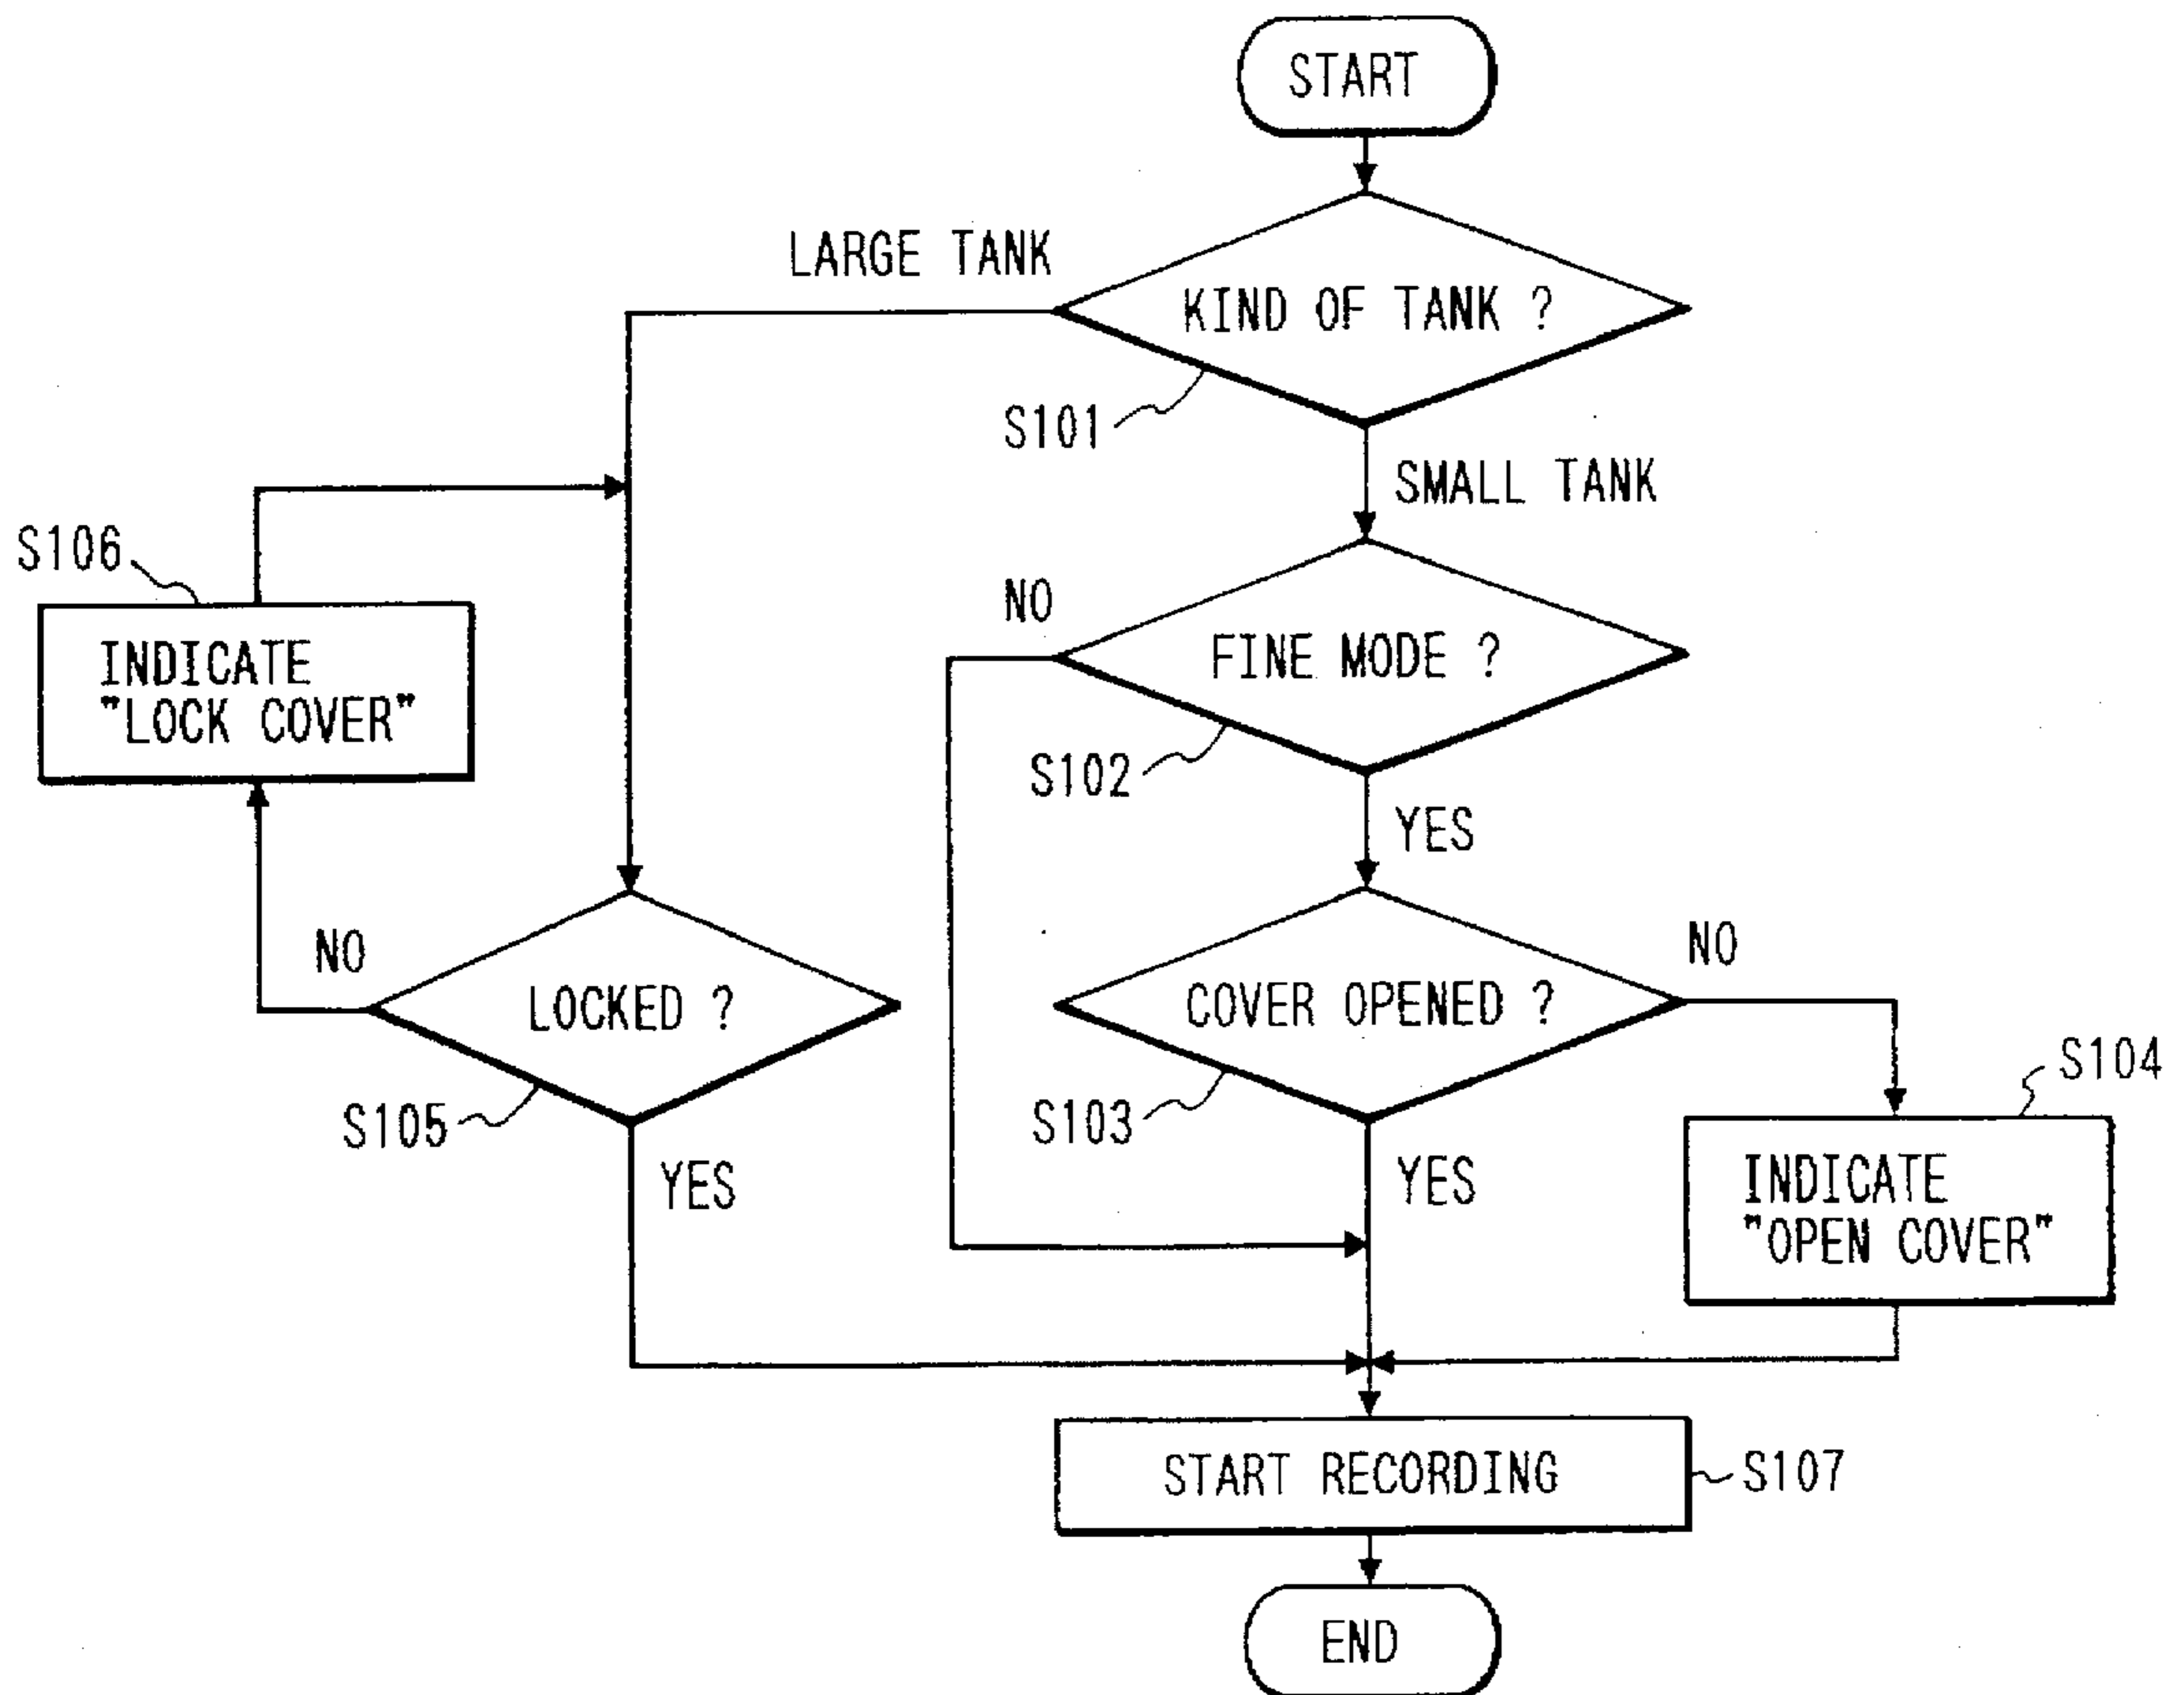 START
LARGE TANK
KIND OF TANK ?
S101
SMALL TANK
S106
NO
INDICATE
"LOCK COVER"
FINE MODE ?
S102
YES
NO
LOCKED ?
S105
YES
COVER OPENED ?
NO
S103
YES
S104
INDICATE
"OPEN COVER"
START RECORDING
S107
END